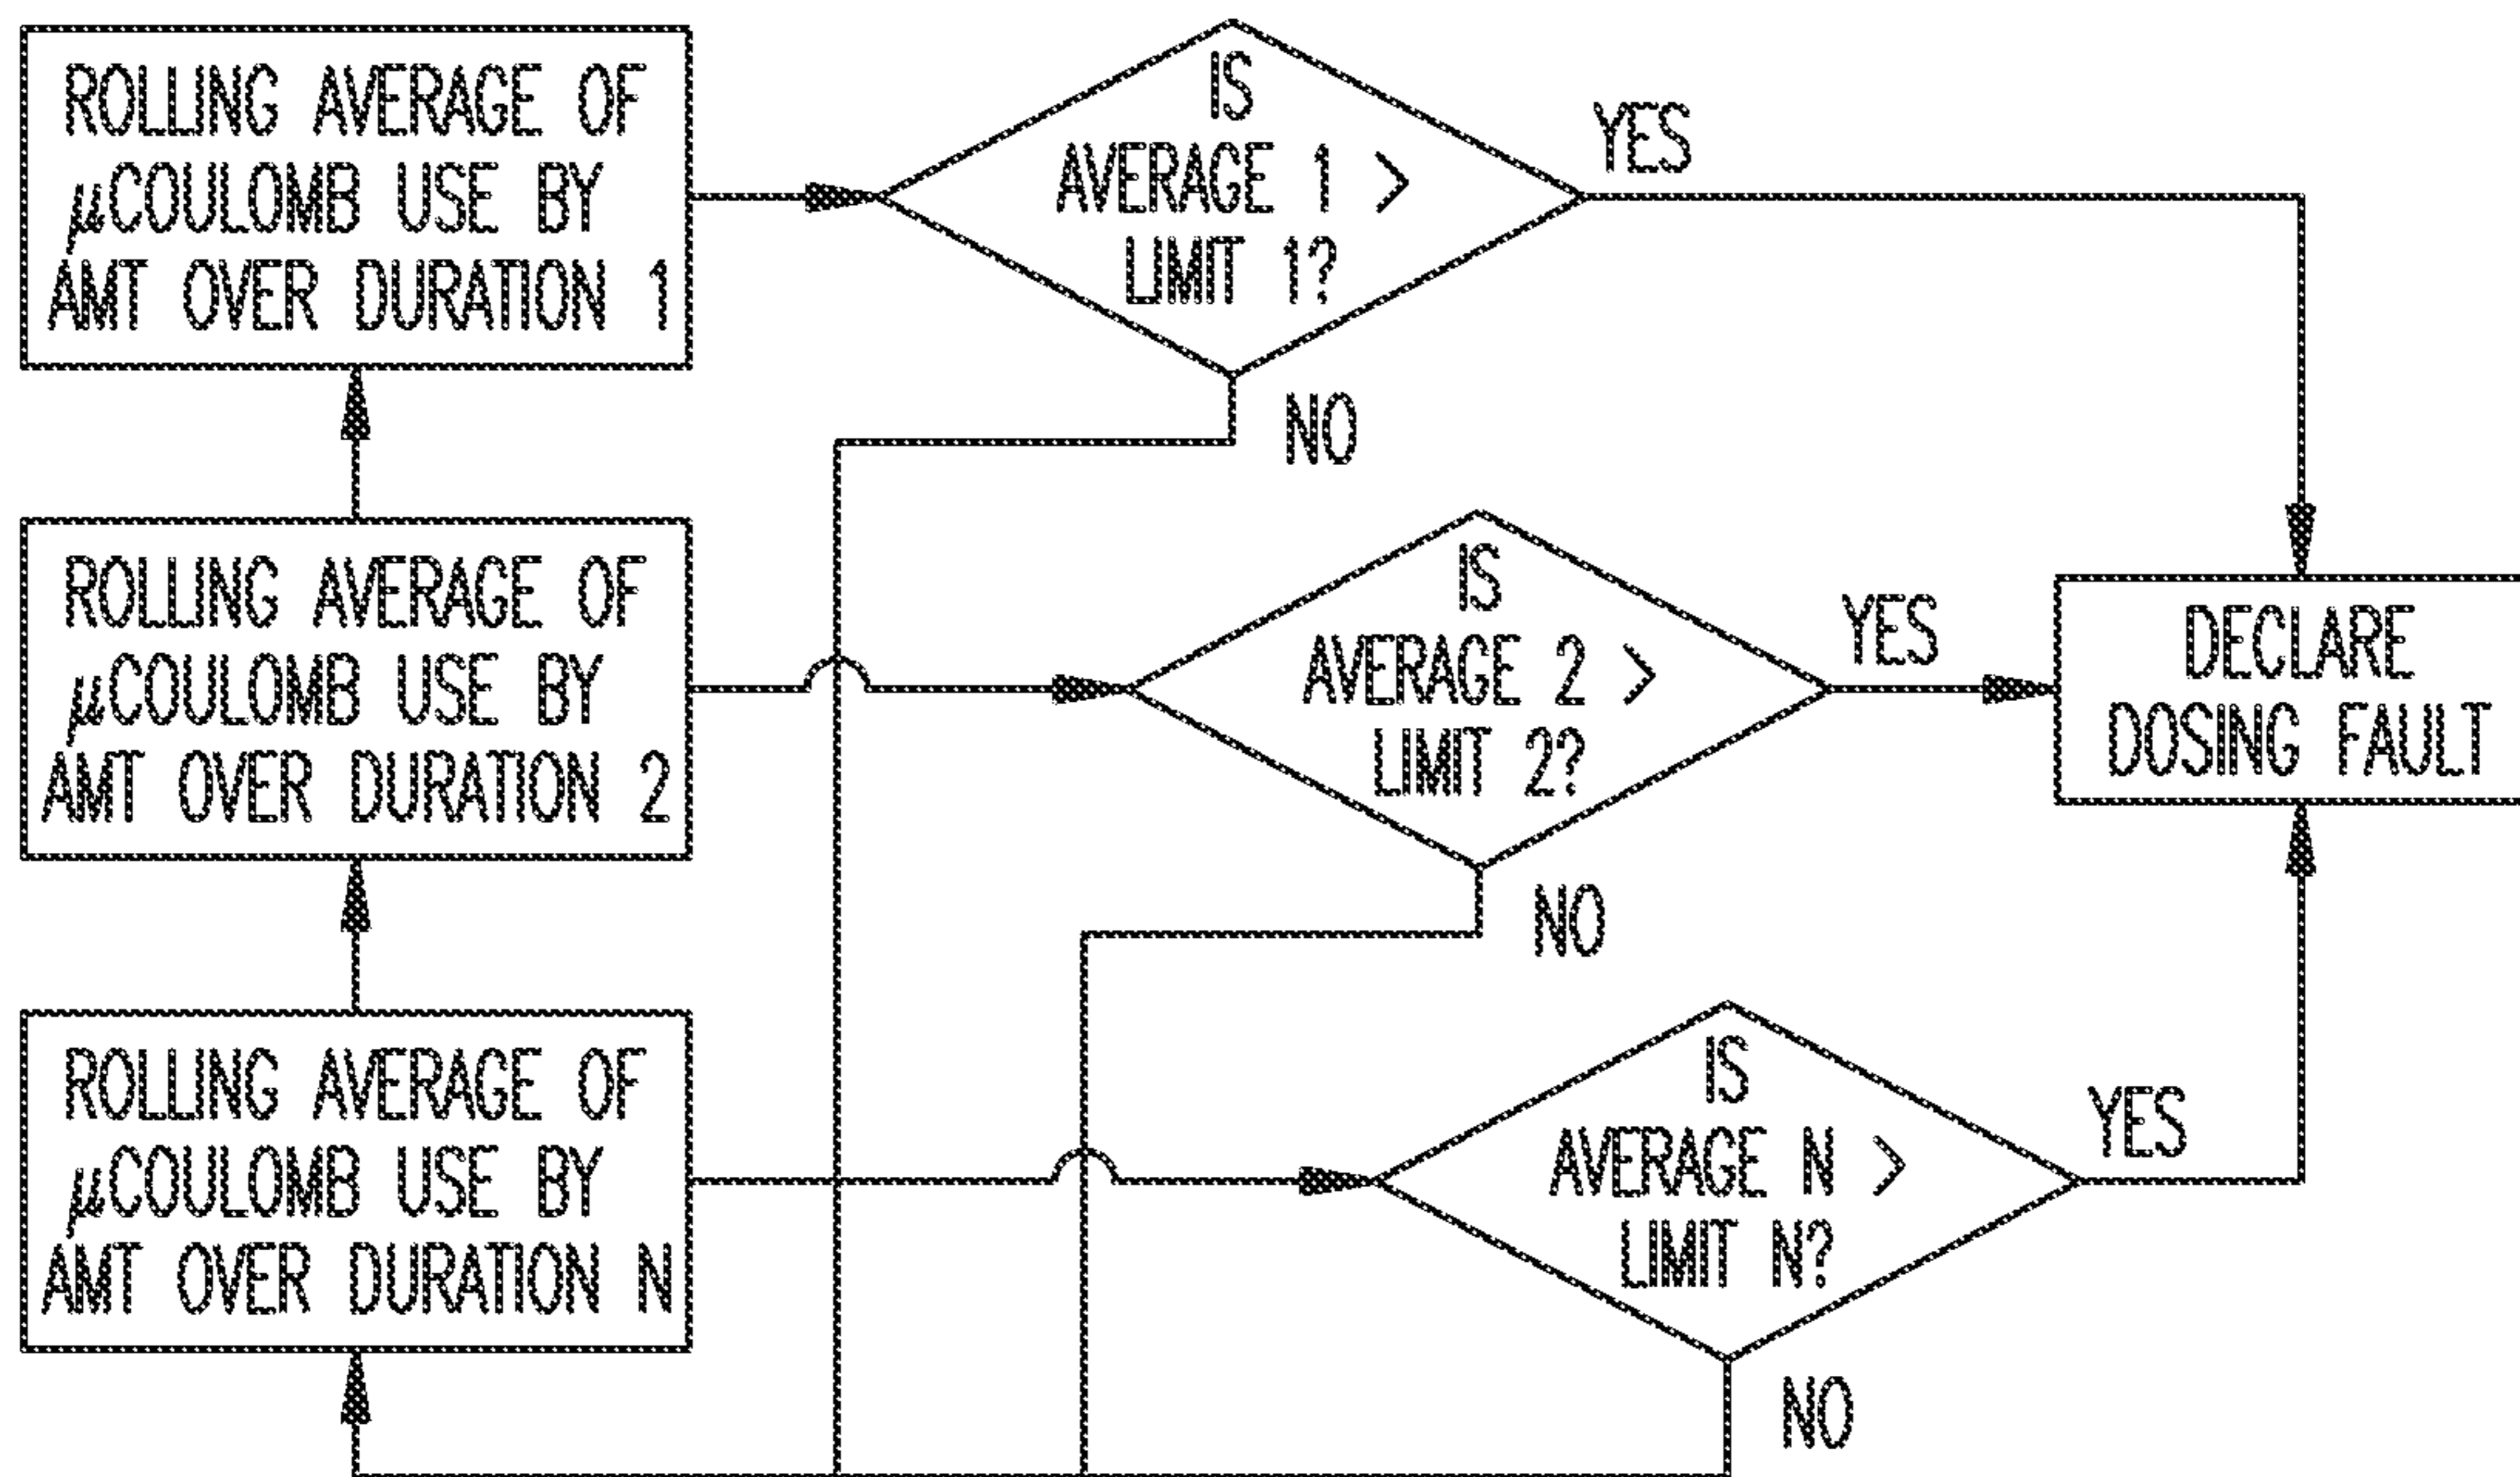 ROLLING AVERAGE OF
μCOULOMB USE BY
AMT OVER DURATION 1
IS
AVERAGE 1 >
LIMIT 1?
YES
NO
ROLLING AVERAGE OF
μCOULOMB USE BY
AMT OVER DURATION 2
IS
AVERAGE 2 >
LIMIT 2?
YES
NO
DECLARE
DOSING FAULT
ROLLING AVERAGE OF
μCOULOMB USE BY
AMT OVER DURATION N
IS
AVERAGE N >
LIMIT N?
YES
NO